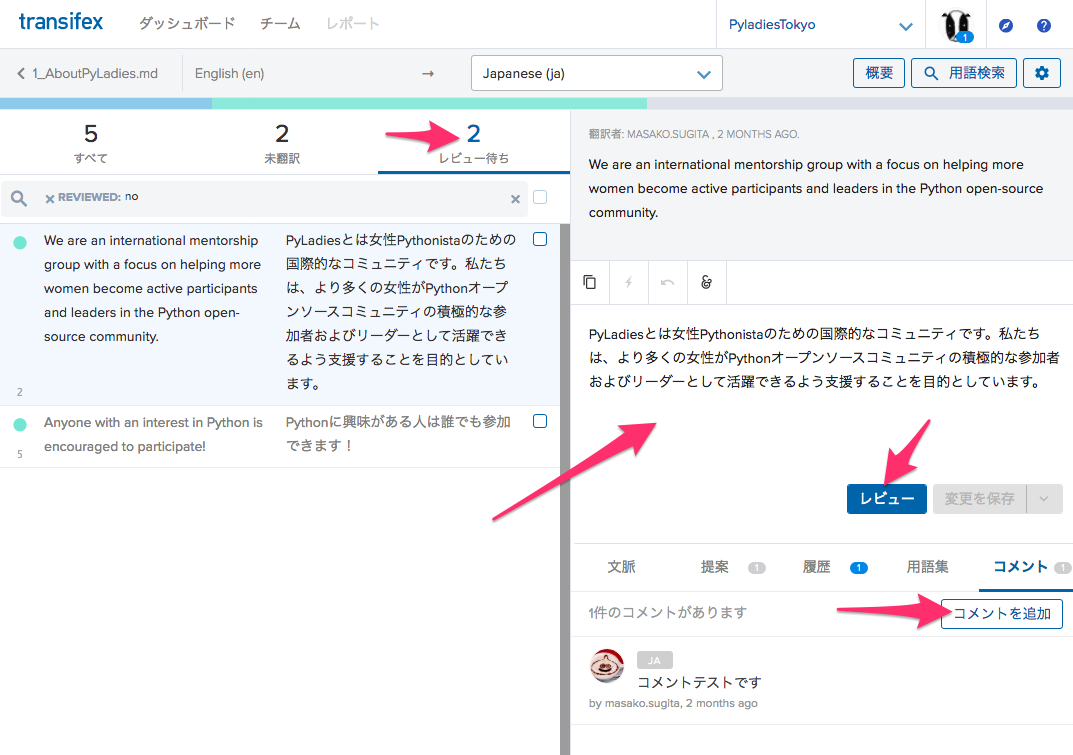 transifex
ダッシュボード
チーム
レポート
PyladiesTokyo
1
1_AboutPyLadies.md
English (en)
→
Japanese (ja)
概要
用語検索
5
すべて
2
未翻訳
2
レビュー待ち
REVIEWED: no
We are an international mentorship
group with a focus on helping more
women become active participants
and leaders in the Python open-
source community.
2
PyLadiesとは女性Pythonistaのための
国際的なコミュニティです。私たち
は、より多くの女性がPythonオープ
ンソースコミュニティの積極的な参
加者およびリーダーとして活躍でき
るよう支援することを目的としてい
ます。
Anyone with an interest in Python is
encouraged to participate!
5
Pythonに興味がある人は誰でも参加
できます！
翻訳者: MASAKO.SUGITA , 2 MONTHS AGO.
We are an international mentorship group with a focus on helping more
women become active participants and leaders in the Python open-source
community.
PyLadiesとは女性Pythonistaのための国際的なコミュニティです。私たち
は、より多くの女性がPythonオープンソースコミュニティの積極的な参加者
およびリーダーとして活躍できるよう支援することを目的としています。
レビュー
変更を保存
文脈
提案 1
履歴 1
用語集
コメント 1
1件のコメントがあります
コメントを追加
JA
コメントテストです
by masako.sugita, 2 months ago